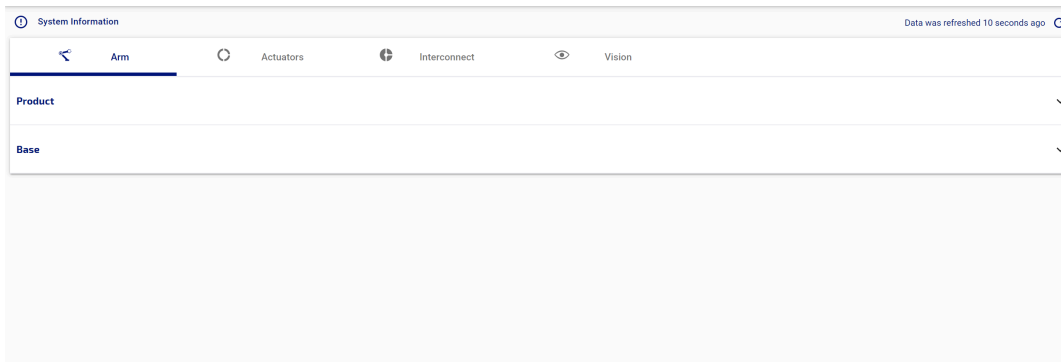 System Information
Data was refreshed 10 seconds ago
Arm
Actuators
Interconnect
Vision
Product
Base